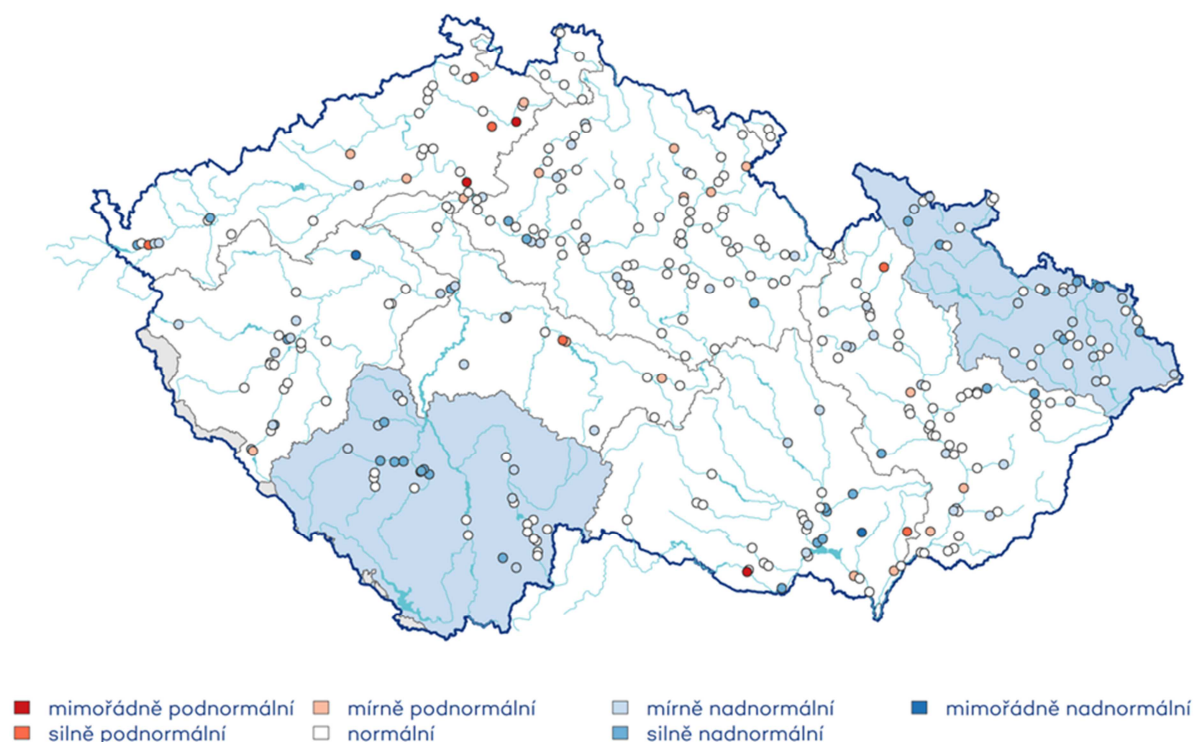 mimořádně podnormální
mírně podnormální
mírně nadnormální
mimořádně nadnormální
silně podnormální
normální
silně nadnormální